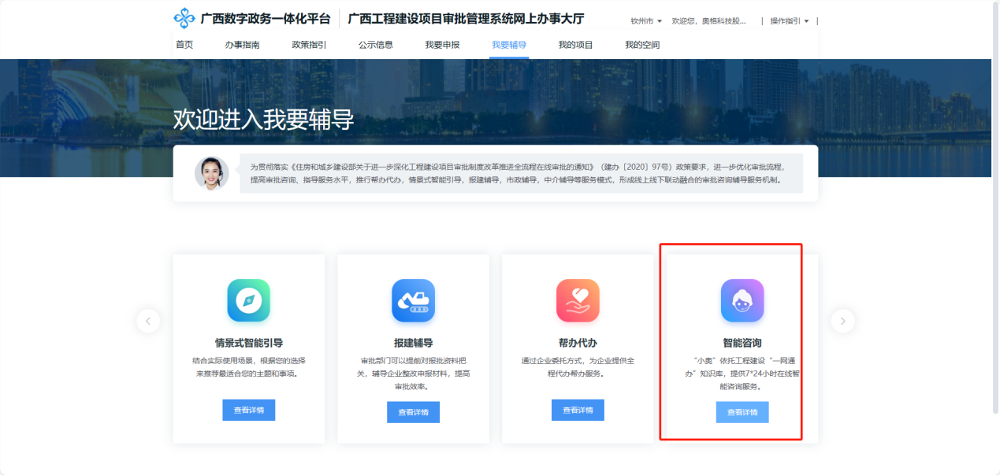 广西数字政务一体化平台 广西工程建设项目审批管理系统网上办事大厅 钦州市 欢迎您，奥格科技股... | 操作指引 |
首页 办事指南 政策指引 公示信息 我要申报 我要辅导 我的项目 我的空间
欢迎进入我要辅导
为贯彻落实《住房和城乡建设部关于进一步深化工程建设项目审批制度改革推进全流程在线审批的通知》（建办〔2020〕97号）政策要求，进一步优化审批流程，
提高审批咨询、指导服务水平，推行帮办代办，情景式智能引导，报建辅导，市政辅导，中介辅导等服务模式，形成线上线下联动融合的审批咨询辅导服务机制。
情景式智能引导
结合实际使用场景，根据您的选择
来推荐最适合您的主题和事项。
查看详情
报建辅导
审批部门可以提前对报批资料把
关，辅导企业整改申报材料，提高
审批效率。
查看详情
帮办代办
通过企业委托方式，为企业提供全
程代办帮办服务。
查看详情
智能咨询
“小奥”依托工程建设“一网通
办”知识库，提供7*24小时在线智
能咨询服务。
查看详情